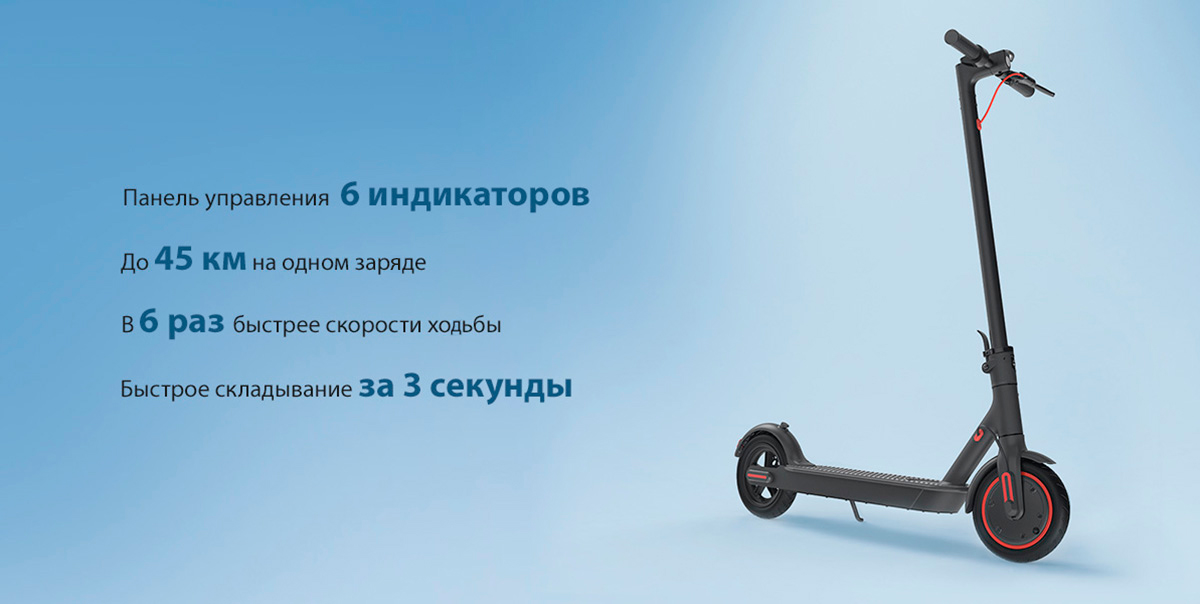 Панель управления 6 индикаторов
До 45 км на одном заряде
В 6 раз быстрее скорости ходьбы
Быстрое складывание за 3 секунды